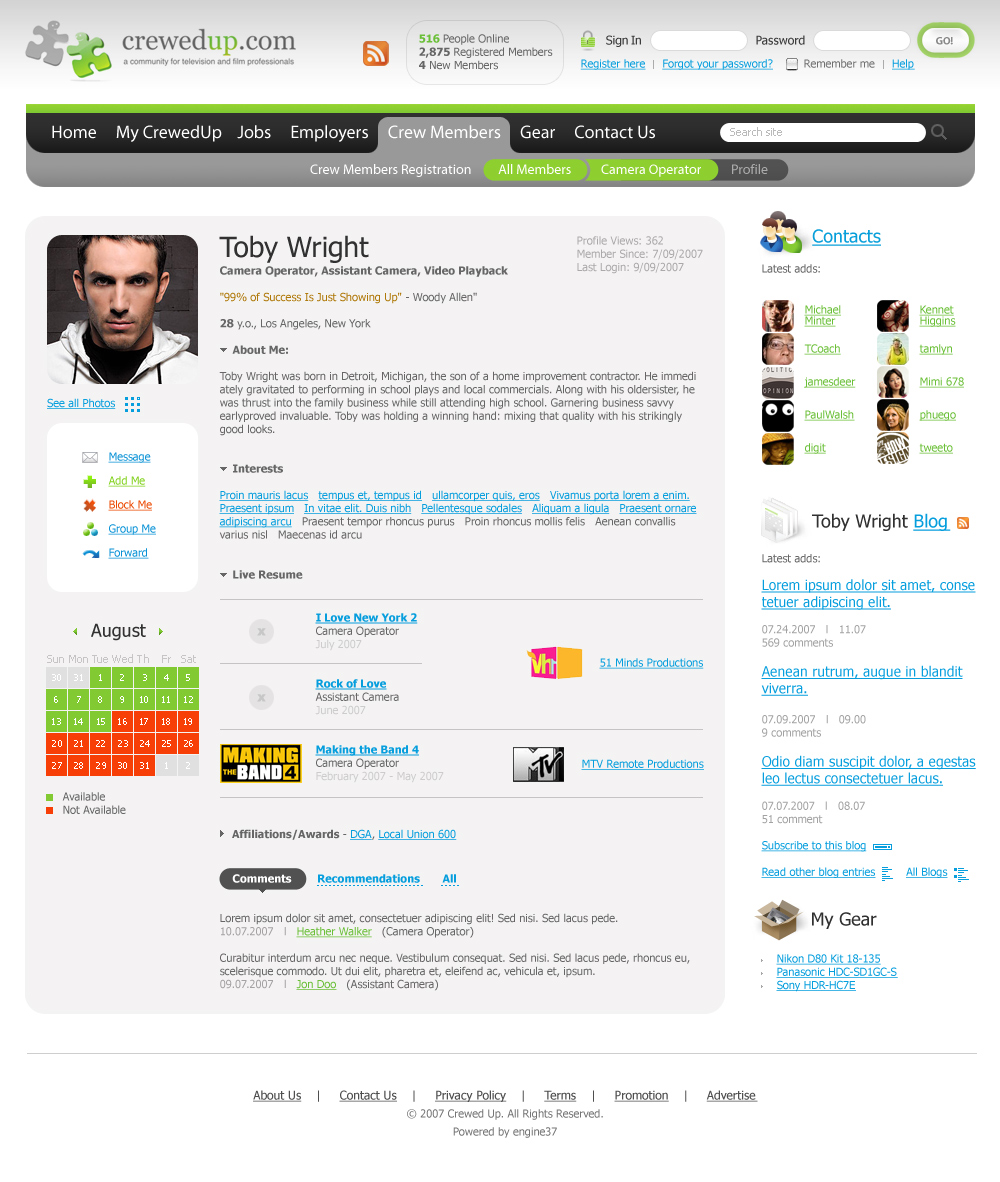 crewedup.com
a community for television and film professionals
516 People Online
2,875 Registered Members
4 New Members
Sign In
Password
GO!
Register here | Forgot your password?
Remember me | Help
Home
My CrewedUp
Jobs
Employers
Crew Members
Gear
Contact Us
Search site
Crew Members Registration
All Members
Camera Operator
Profile
Toby Wright
Camera Operator, Assistant Camera, Video Playback
Profile Views: 362
Member Since: 7/09/2007
Last Login: 9/09/2007
"99% of Success Is Just Showing Up" - Woody Allen"
28 y.o., Los Angeles, New York
About Me:
Toby Wright was born in Detroit, Michigan, the son of a home improvement contractor. He immedi
ately gravitated to performing in school plays and local commercials. Along with his oldersister, he
was thrust into the family business while still attending high school. Garnering business savvy
earlyproved invaluable. Toby was holding a winning hand: mixing that quality with his strikingly
good looks.
Interests
Proin mauris lacus tempus et, tempus id ullamcorper quis, eros Vivamus porta lorem a enim.
Praesent ipsum In vitae elit. Duis nibh Pellentesque sodales Aliquam a ligula Praesent ornare
adipiscing arcu Praesent tempor rhoncus purus Proin rhoncus mollis felis Aenean convallis
varius nisl Maecenas id arcu
Live Resume
I Love New York 2
Camera Operator
July 2007
VH1
51 Minds Productions
Rock of Love
Assistant Camera
June 2007
MAKING
THE BAND 4
Making the Band 4
Camera Operator
February 2007 - May 2007
MTV
MTV Remote Productions
Affiliations/Awards - DGA, Local Union 600
Comments
Recommendations
All
Lorem ipsum dolor sit amet, consectetuer adipiscing elit! Sed nisi. Sed lacus pede.
10.07.2007 | Heather Walker (Camera Operator)
Curabitur interdum arcu nec neque. Vestibulum consequat. Sed nisi. Sed lacus pede, rhoncus eu,
scelerisque commodo. Ut dui elit, pharetra et, eleifend ac, vehicula et, ipsum.
09.07.2007 | Jon Doo (Assistant Camera)
See all Photos
Message
Add Me
Block Me
Group Me
Forward
August
Sun Mon Tue Wed Th Fr Sat
30 31 1 2 3 4 5
6 7 8 9 10 11 12
13 14 15 16 17 18 19
20 21 22 23 24 25 26
27 28 29 30 31 1 2
Available
Not Available
Contacts
Latest adds:
Michael
Minter
Kennet
Higgins
TCoach
tamlyn
OPINION
jamesdeer
Mimi 678
PaulWalsh
phuego
digit
HOW
DESIGN
tweeto
Toby Wright Blog
Latest adds:
Lorem ipsum dolor sit amet, conse
tetuer adipiscing elit.
07.24.2007 | 11.07
569 comments
Aenean rutrum, augue in blandit
viverra.
07.09.2007 | 09.00
9 comments
Odio diam suscipit dolor, a egestas
leo lectus consectetuer lacus.
07.07.2007 | 08.07
51 comment
Subscribe to this blog
Read other blog entries
All Blogs
My Gear
Nikon D80 Kit 18-135
Panasonic HDC-SD1GC-S
Sony HDR-HC7E
About Us | Contact Us | Privacy Policy | Terms | Promotion | Advertise
© 2007 Crewed Up. All Rights Reserved.
Powered by engine37